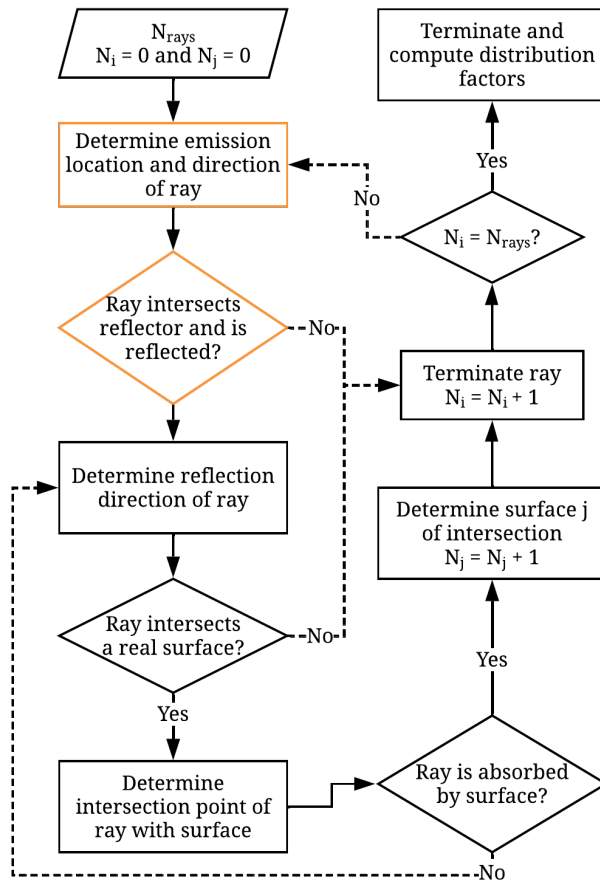 N_rays
N_i = 0 and N_j = 0
Determine emission
location and direction
of ray
Ray intersects
reflector and is
reflected?
No
Determine reflection
direction of ray
Ray intersects
a real surface?
No
Yes
Determine
intersection point of
ray with surface
Ray is absorbed
by surface?
No
Yes
Determine surface j
of intersection
N_j = N_j + 1
Terminate ray
N_i = N_i + 1
N_i = N_rays?
No
Yes
Terminate and
compute distribution
factors